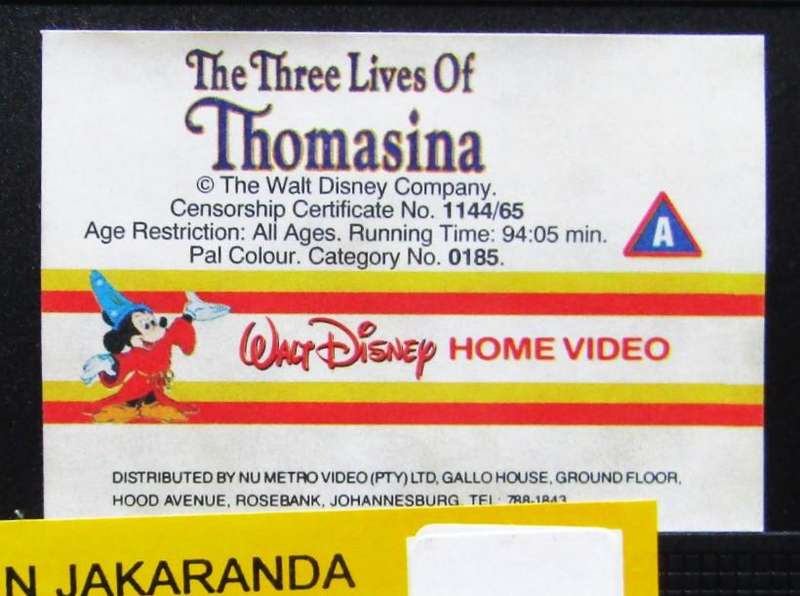 The Three Lives Of
Thomasina
© The Walt Disney Company.
Censorship Certificate No. 1144/65
Age Restriction: All Ages. Running Time: 94:05 min.
Pal Colour. Category No. 0185.
A
WALT DISNEY HOME VIDEO
DISTRIBUTED BY NU METRO VIDEO (PTY) LTD, GALLO HOUSE, GROUND FLOOR,
HOOD AVENUE, ROSEBANK, JOHANNESBURG. TEL: 788-1843
N JAKARANDA